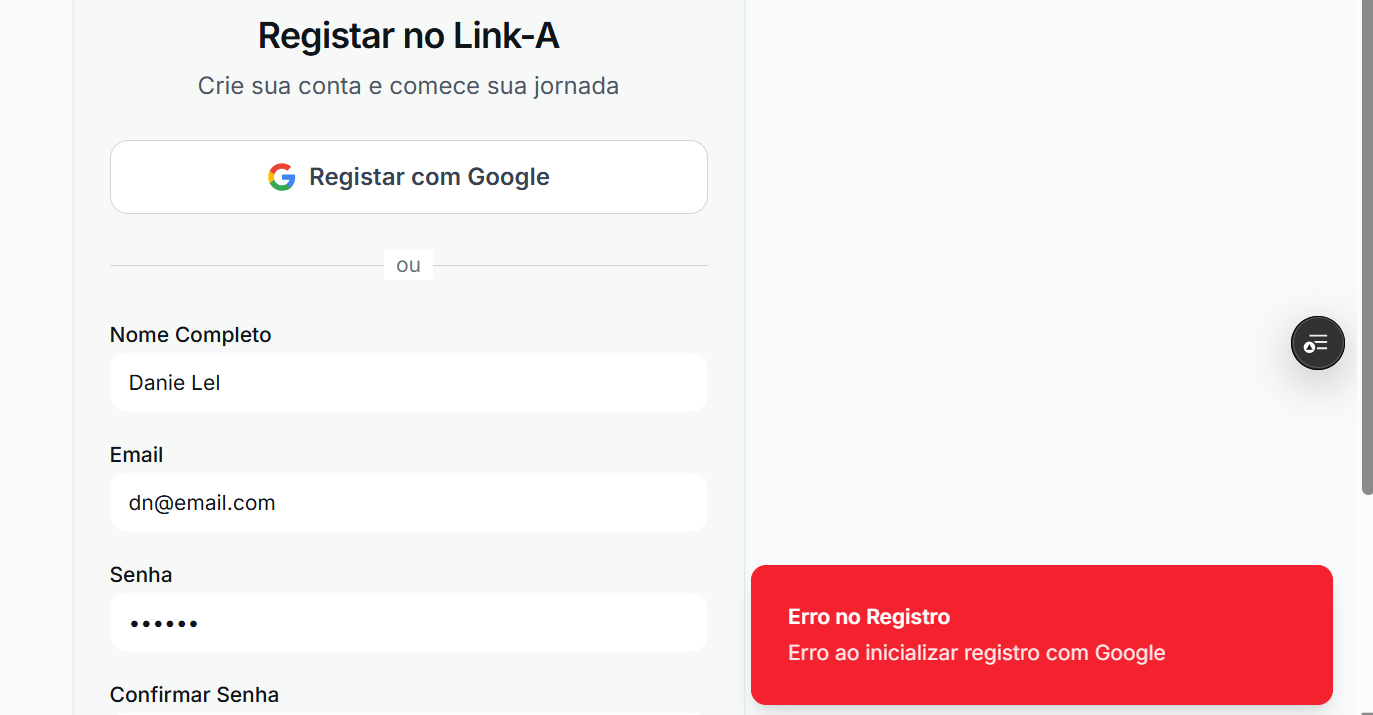 Registar no Link-A
Crie sua conta e comece sua jornada
Registar com Google
ou
Nome Completo
Danie Lel
Email
dn@email.com
Senha
••••••
Confirmar Senha
Erro no Registro
Erro ao inicializar registro com Google